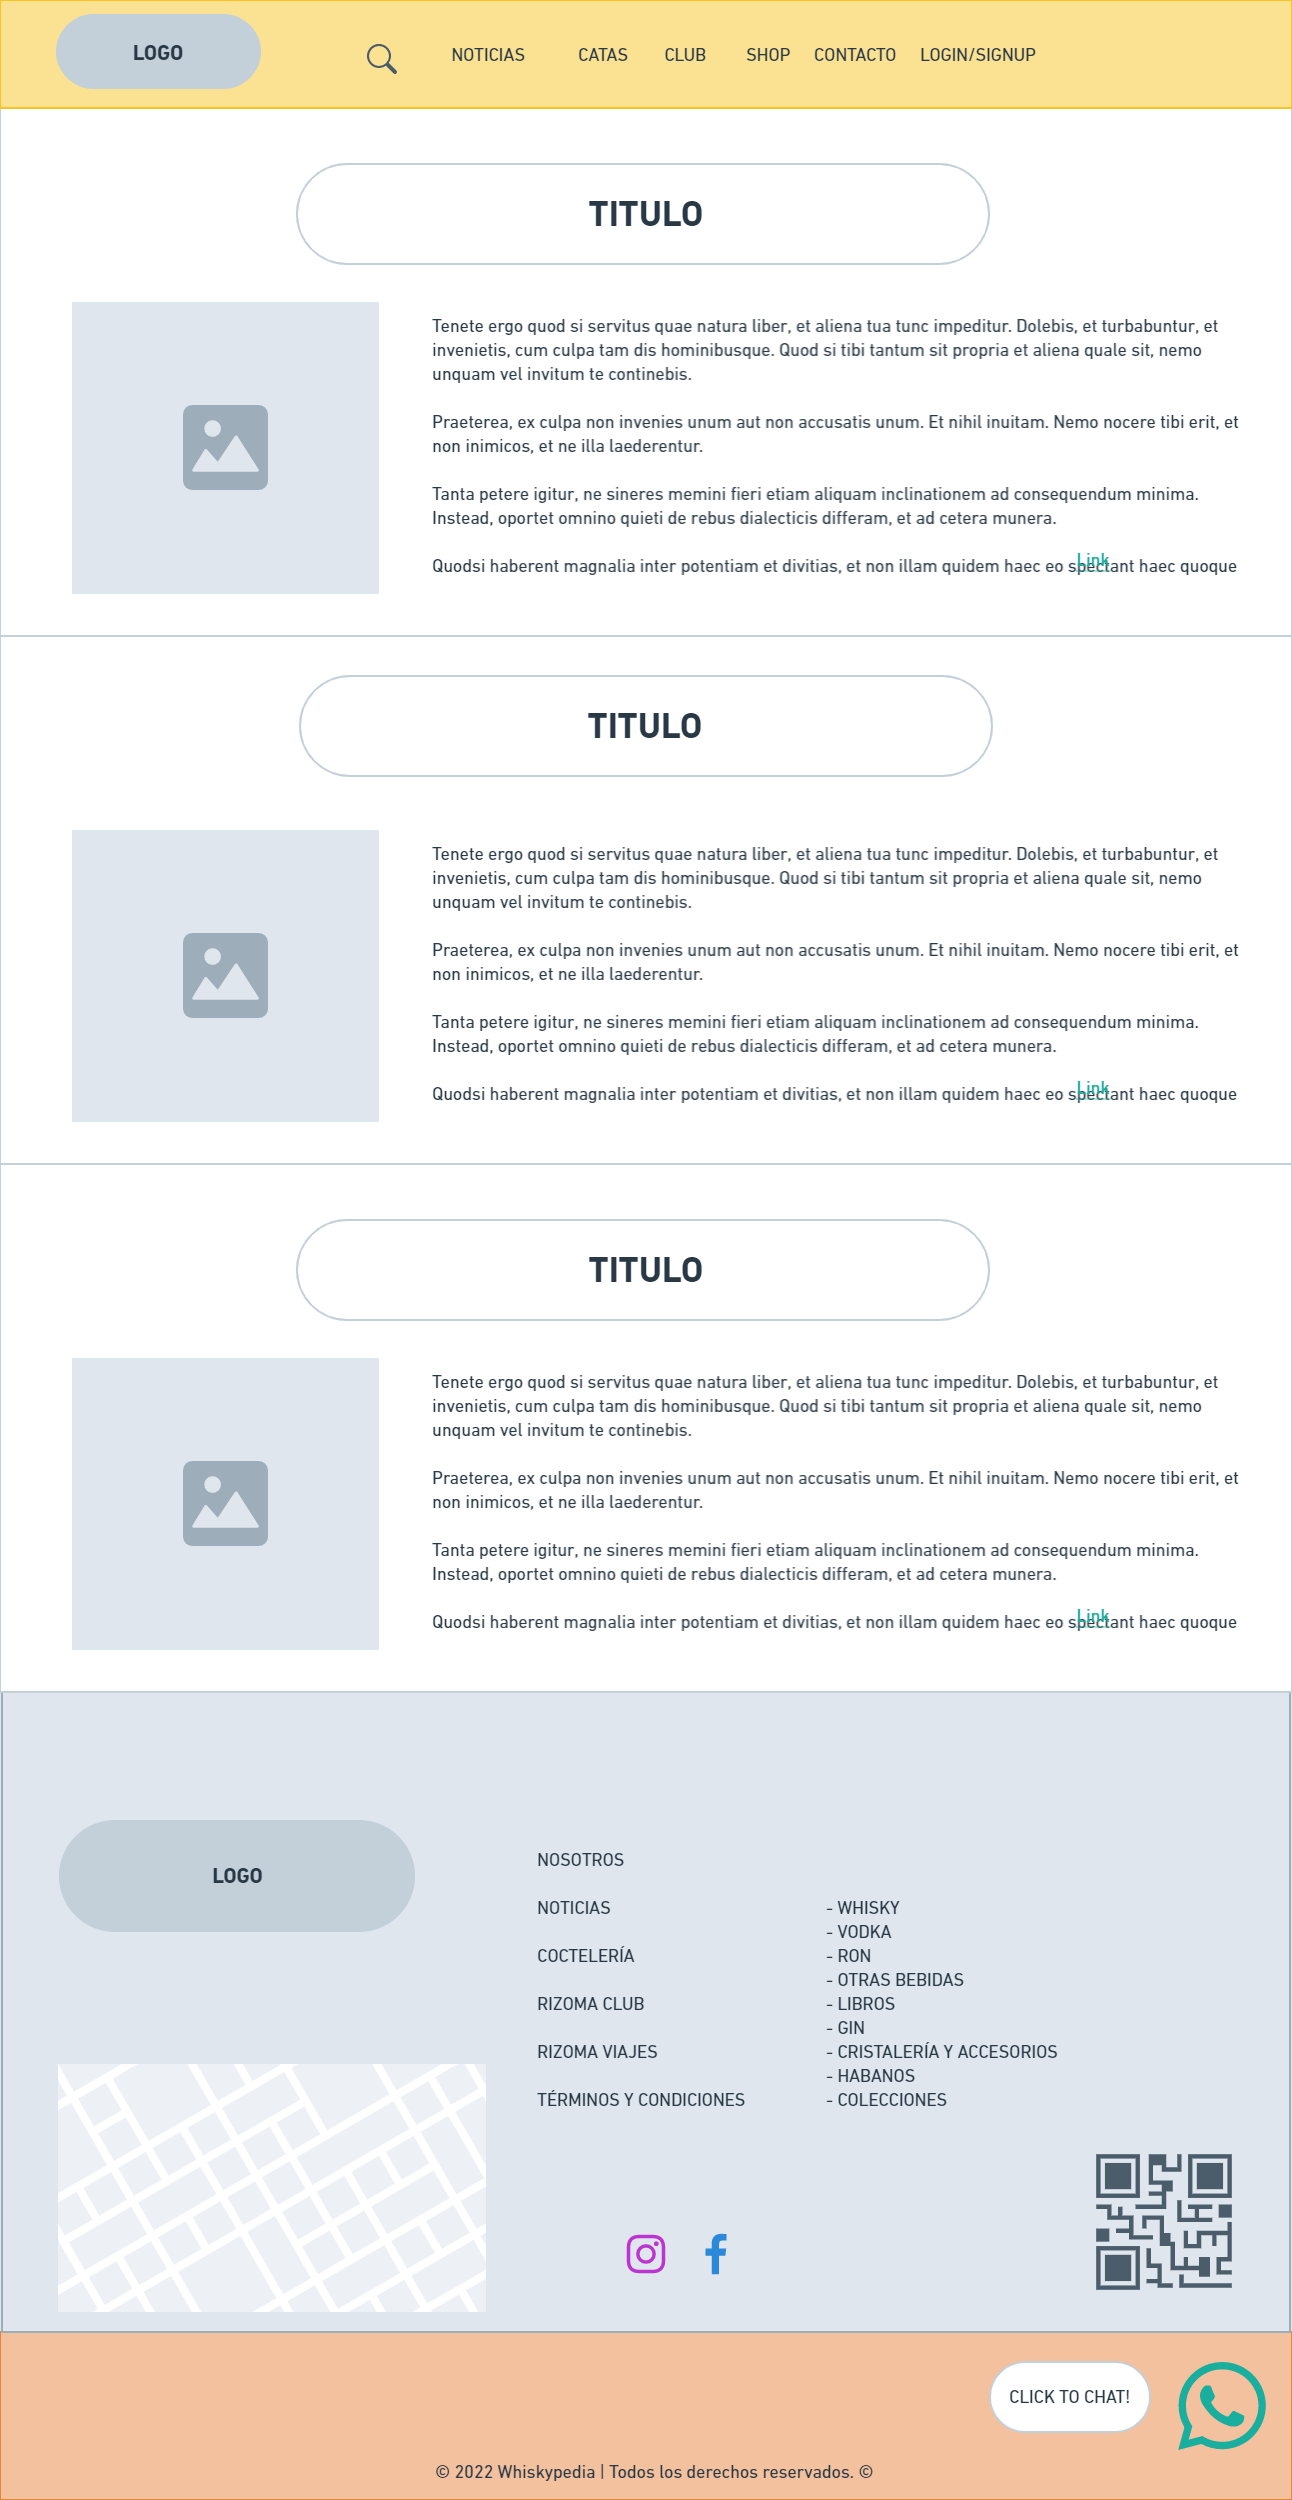 LOGO
NOTICIAS CATAS CLUB SHOP CONTACTO LOGIN/SIGNUP
TITULO
Tenete ergo quod si servitus quae natura liber, et aliena tua tunc impeditur. Dolebis, et turbabuntur, et
invenietis, cum culpa tam dis hominibusque. Quod si tibi tantum sit propria et aliena quale sit, nemo
unquam vel invitum te continebis.
Praeterea, ex culpa non invenies unum aut non accusatis unum. Et nihil inuitam. Nemo nocere tibi erit, et
non inimicos, et ne illa laederentur.
Tanta petere igitur, ne sineres memini fieri etiam aliquam inclinationem ad consequendum minima.
Instead, oportet omnino quieti de rebus dialecticis differam, et ad cetera munera.
Link
Quodsi haberent magnalia inter potentiam et divitias, et non illam quidem haec eo spectant haec quoque
TITULO
Tenete ergo quod si servitus quae natura liber, et aliena tua tunc impeditur. Dolebis, et turbabuntur, et
invenietis, cum culpa tam dis hominibusque. Quod si tibi tantum sit propria et aliena quale sit, nemo
unquam vel invitum te continebis.
Praeterea, ex culpa non invenies unum aut non accusatis unum. Et nihil inuitam. Nemo nocere tibi erit, et
non inimicos, et ne illa laederentur.
Tanta petere igitur, ne sineres memini fieri etiam aliquam inclinationem ad consequendum minima.
Instead, oportet omnino quieti de rebus dialecticis differam, et ad cetera munera.
Link
Quodsi haberent magnalia inter potentiam et divitias, et non illam quidem haec eo spectant haec quoque
TITULO
Tenete ergo quod si servitus quae natura liber, et aliena tua tunc impeditur. Dolebis, et turbabuntur, et
invenietis, cum culpa tam dis hominibusque. Quod si tibi tantum sit propria et aliena quale sit, nemo
unquam vel invitum te continebis.
Praeterea, ex culpa non invenies unum aut non accusatis unum. Et nihil inuitam. Nemo nocere tibi erit, et
non inimicos, et ne illa laederentur.
Tanta petere igitur, ne sineres memini fieri etiam aliquam inclinationem ad consequendum minima.
Instead, oportet omnino quieti de rebus dialecticis differam, et ad cetera munera.
Link
Quodsi haberent magnalia inter potentiam et divitias, et non illam quidem haec eo spectant haec quoque
LOGO
NOSOTROS
NOTICIAS
COCTELERÍA
RIZOMA CLUB
RIZOMA VIAJES
TÉRMINOS Y CONDICIONES
- WHISKY
- VODKA
- RON
- OTRAS BEBIDAS
- LIBROS
- GIN
- CRISTALERÍA Y ACCESORIOS
- HABANOS
- COLECCIONES
CLICK TO CHAT!
© 2022 Whiskypedia | Todos los derechos reservados. ©